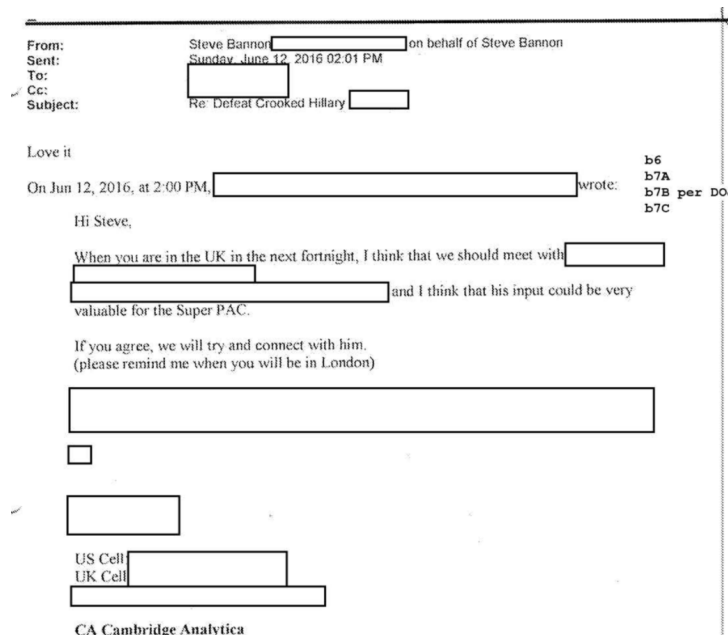 From: Steve Bannon on behalf of Steve Bannon
Sent: Sunday, June 12, 2016 02:01 PM
To:
Cc:
Subject: Re: Defeat Crooked Hillary
Love it
b6
b7A
On Jun 12, 2016, at 2:00 PM, wrote:
b7B per DO
b7C
Hi Steve,
When you are in the UK in the next fortnight, I think that we should meet with
and I think that his input could be very
valuable for the Super PAC.
If you agree, we will try and connect with him.
(please remind me when you will be in London)
US Cell
UK Cell
CA Cambridge Analytica